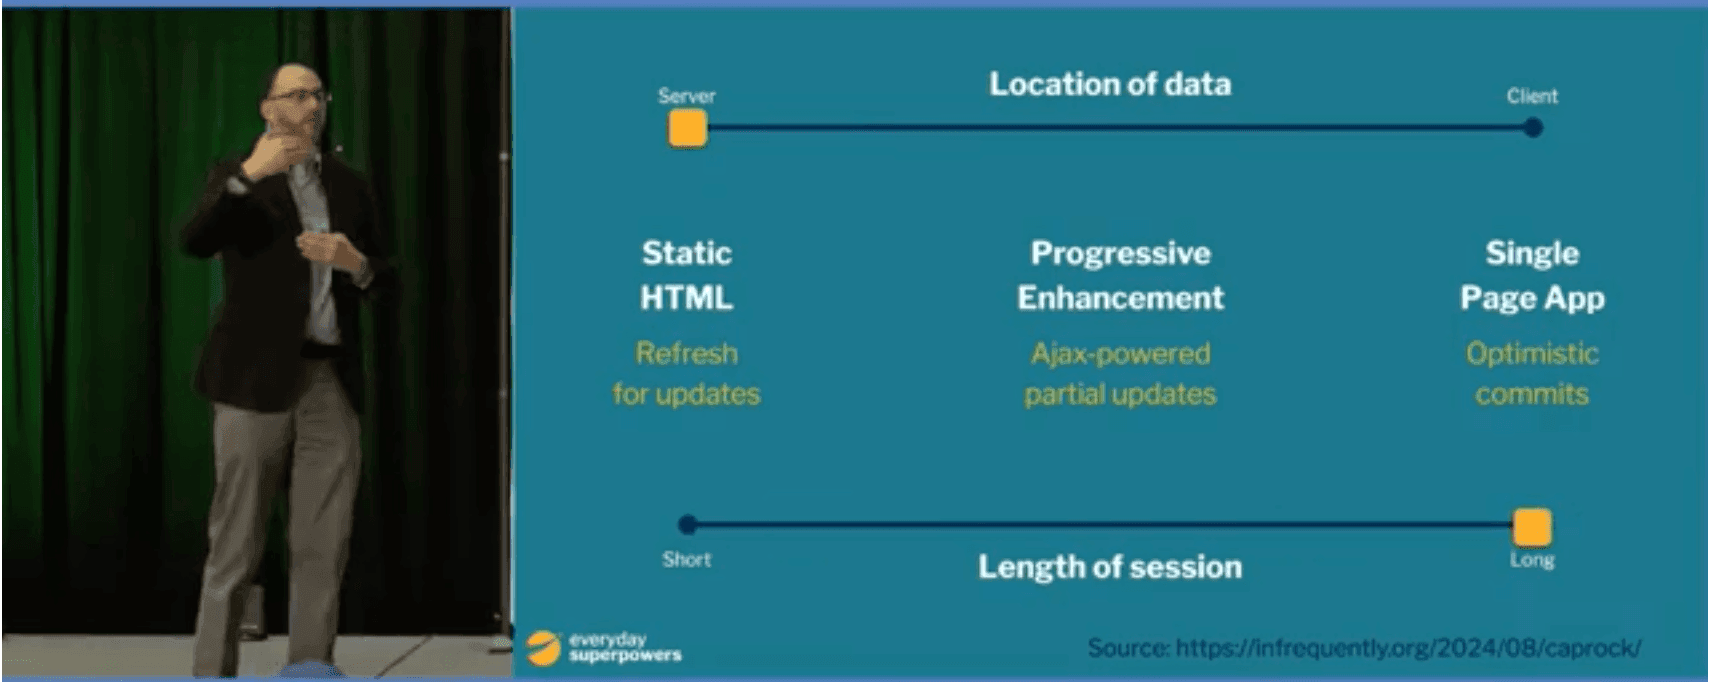 Location of data
Server
Client
Static
HTML
Refresh
for updates
Progressive
Enhancement
Ajax-powered
partial updates
Single
Page App
Optimistic
commits
Short
Length of session
Long
everyday
superpowers
Source: https://infrequently.org/2024/08/caprock/